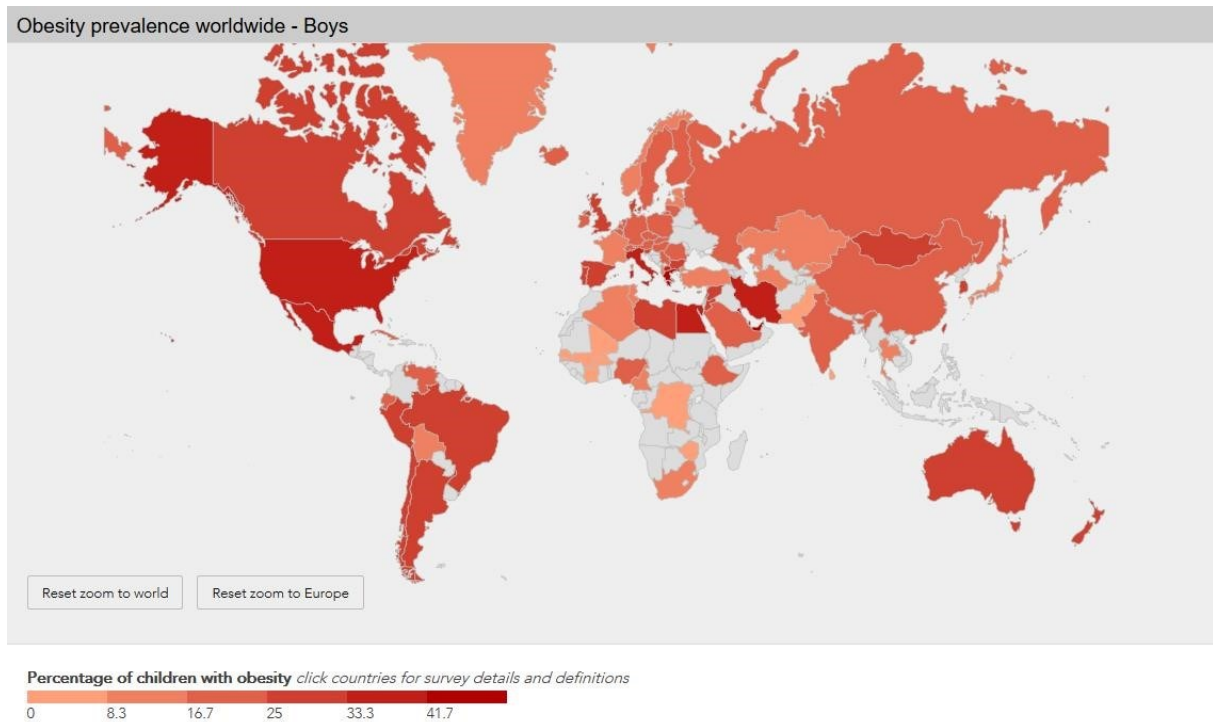 Obesity prevalence worldwide - Boys
Reset zoom to world Reset zoom to Europe
Percentage of children with obesity click countries for survey details and definitions
0 8.3 16.7 25 33.3 41.7